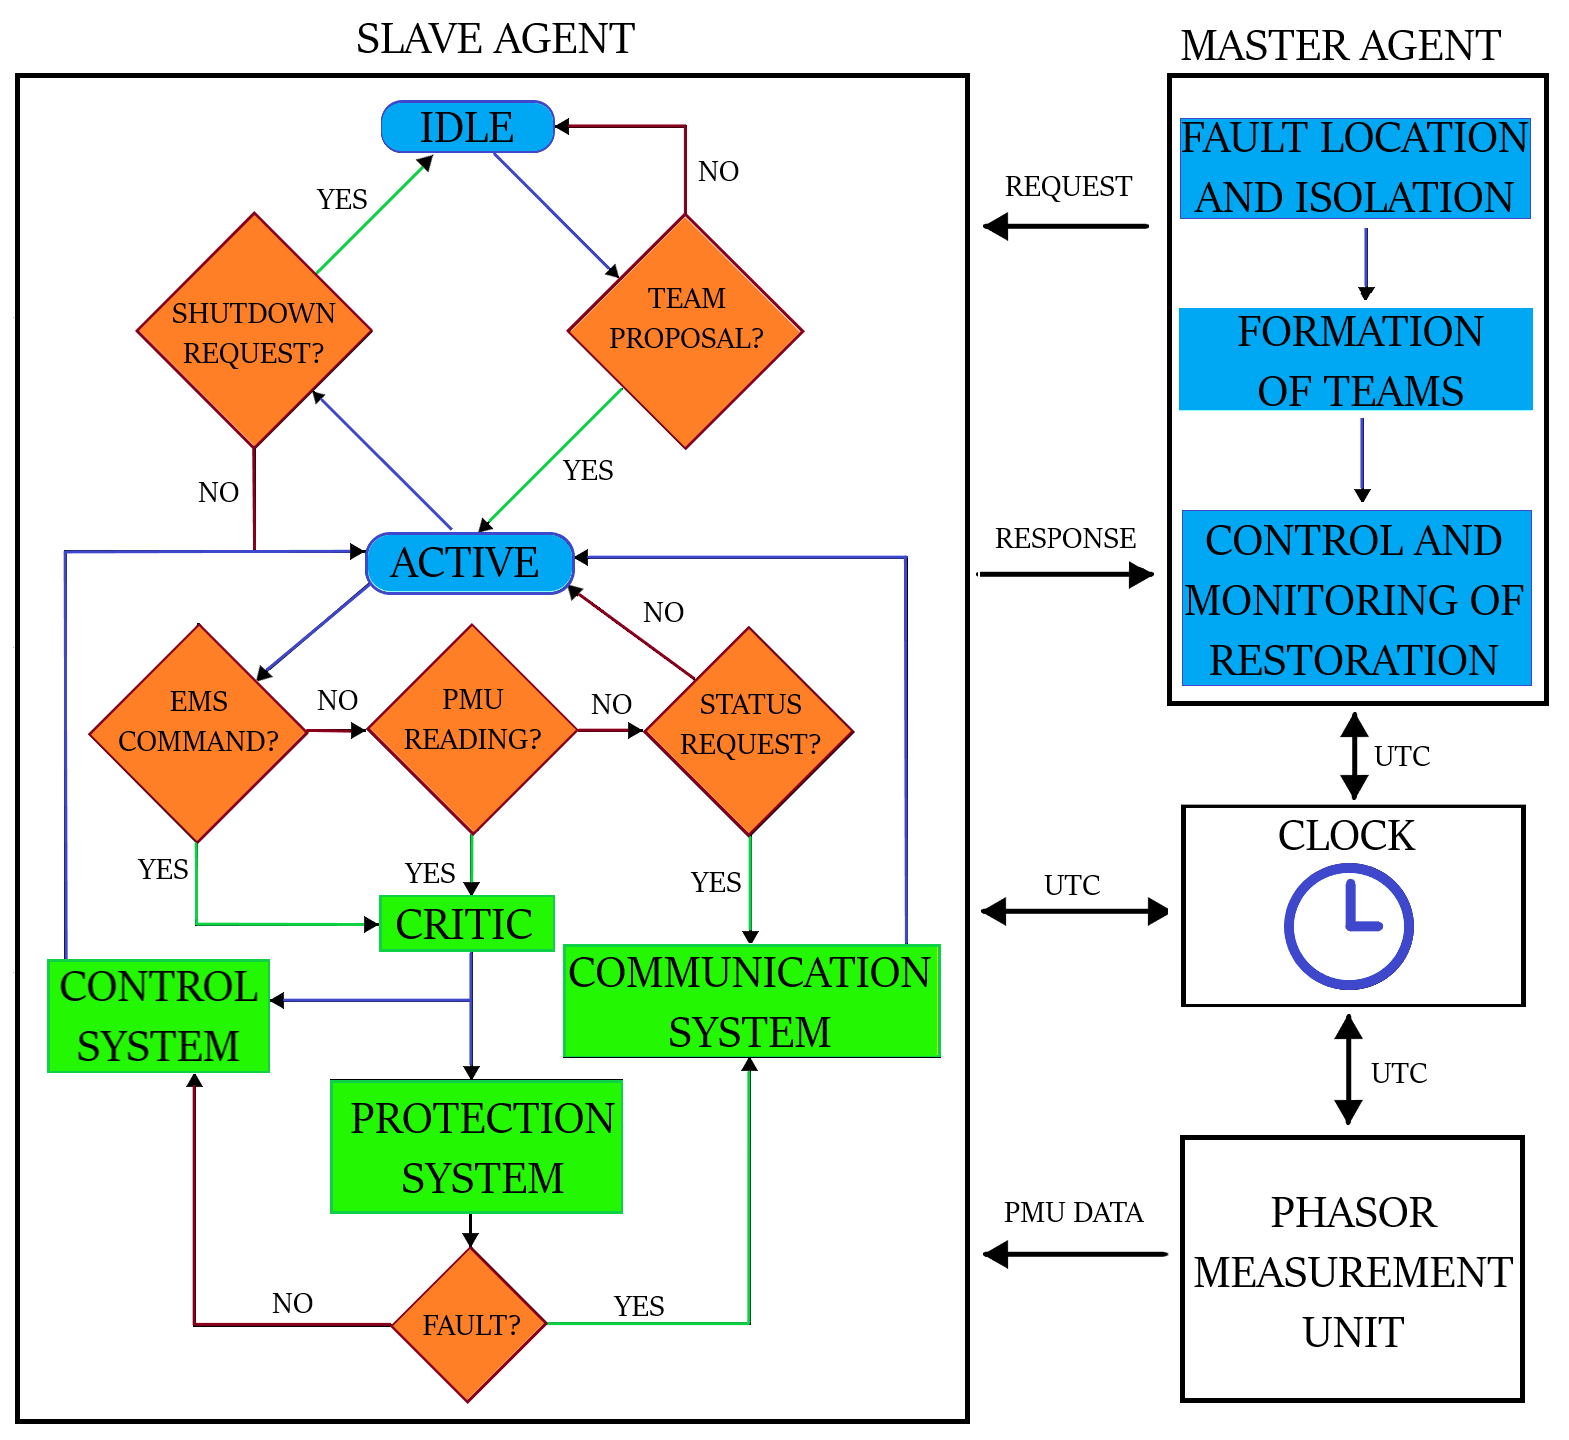 SLAVE AGENT
MASTER AGENT
IDLE
YES
NO
SHUTDOWN
REQUEST?
TEAM
PROPOSAL?
NO
YES
ACTIVE
NO
EMS
COMMAND?
NO
PMU
READING?
NO
STATUS
REQUEST?
YES
YES
YES
CRITIC
CONTROL
SYSTEM
COMMUNICATION
SYSTEM
PROTECTION
SYSTEM
NO
YES
FAULT?
REQUEST
RESPONSE
UTC
PMU DATA
FAULT LOCATION
AND ISOLATION
FORMATION
OF TEAMS
CONTROL AND
MONITORING OF
RESTORATION
UTC
CLOCK
UTC
PHASOR
MEASUREMENT
UNIT